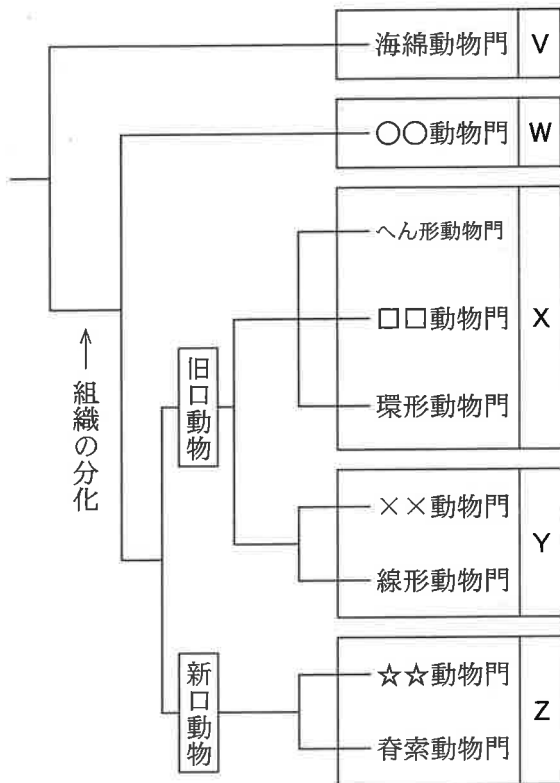 海綿動物門 V
○○動物門 W
へん形動物門
□□動物門 X
環形動物門
××動物門 Y
線形動物門
☆☆動物門 Z
脊索動物門
旧口動物
新口動物
組織の分化